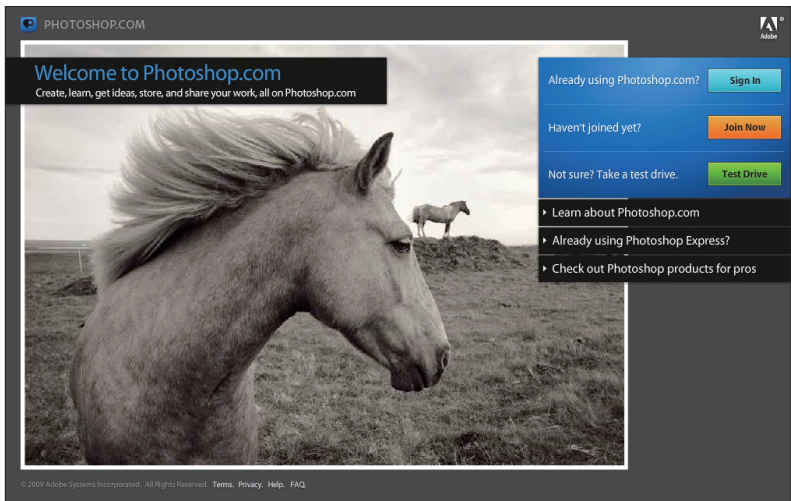 PHOTOSHOP.COM
Adobe®
Welcome to Photoshop.com
Create, learn, get ideas, store, and share your work, all on Photoshop.com
Already using Photoshop.com? Sign In
Haven't joined yet? Join Now
Not sure? Take a test drive. Test Drive
Learn about Photoshop.com
Already using Photoshop Express?
Check out Photoshop products for pros
© 2009 Adobe Systems Incorporated. All Rights Reserved. Terms. Privacy. Help. FAQ